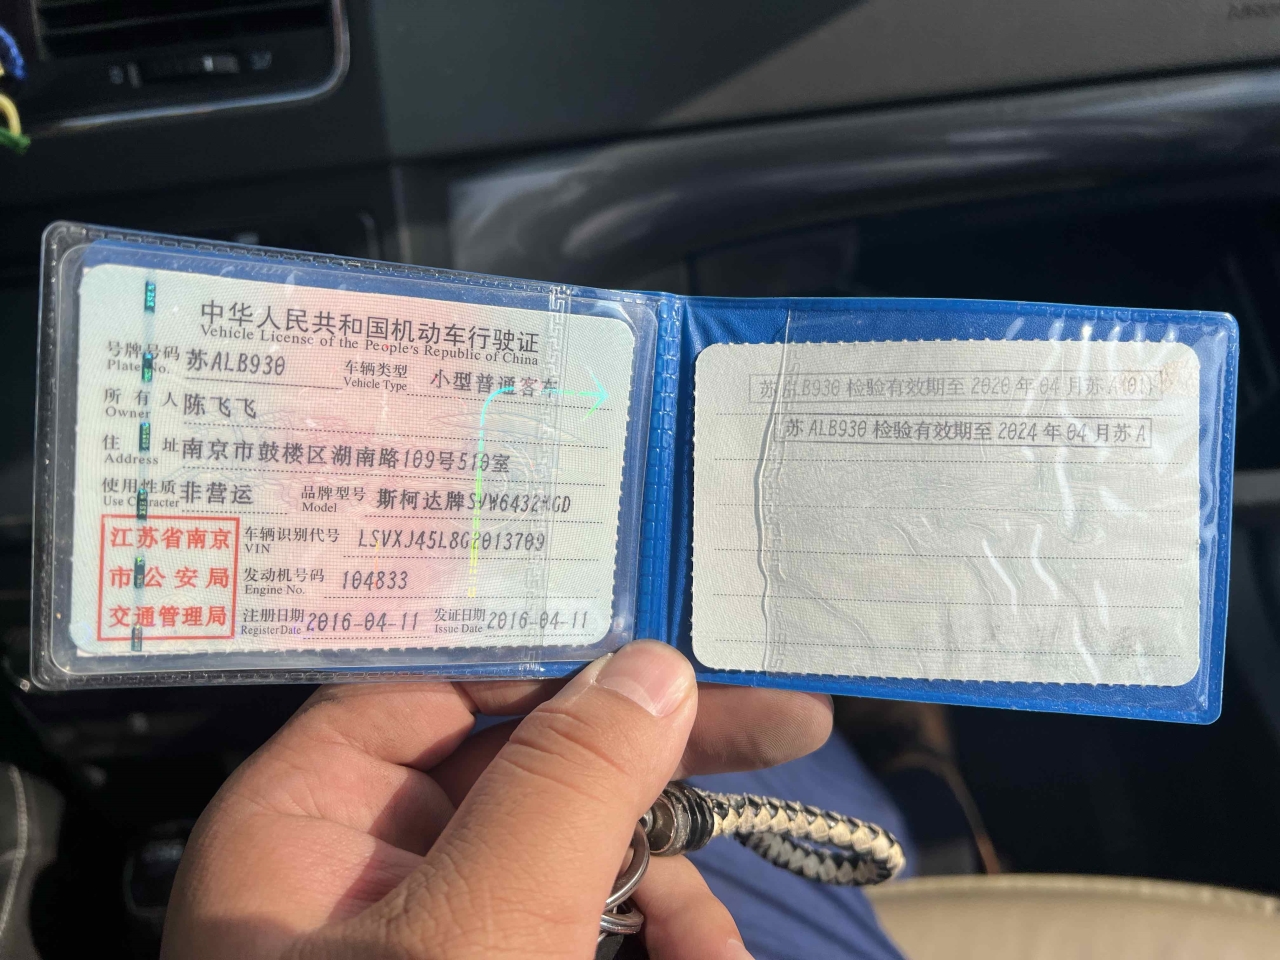 中华人民共和国机动车行驶证
Vehicle License of the People's Republic of China
号牌号码 苏ALB930 车辆类型 小型普通客车
Plate No. Vehicle Type
所有人 陈飞飞
Owner
住址 南京市鼓楼区湖南路109号510室
Address
使用性质 非营运 品牌型号 斯柯达牌
Use Character Model
江苏省南京 车辆识别代号
VIN
市公安局 发动机号码 104833
Engine No.
交通管理局 注册日期 2016-04-11 发证日期 2016-04-11
Register Date Issue Date
苏ALB930 检验有效期至 2020 年 04 月苏A(01)
苏ALB930 检验有效期至 2024 年 04 月苏A